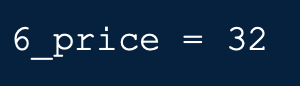 6_price = 32